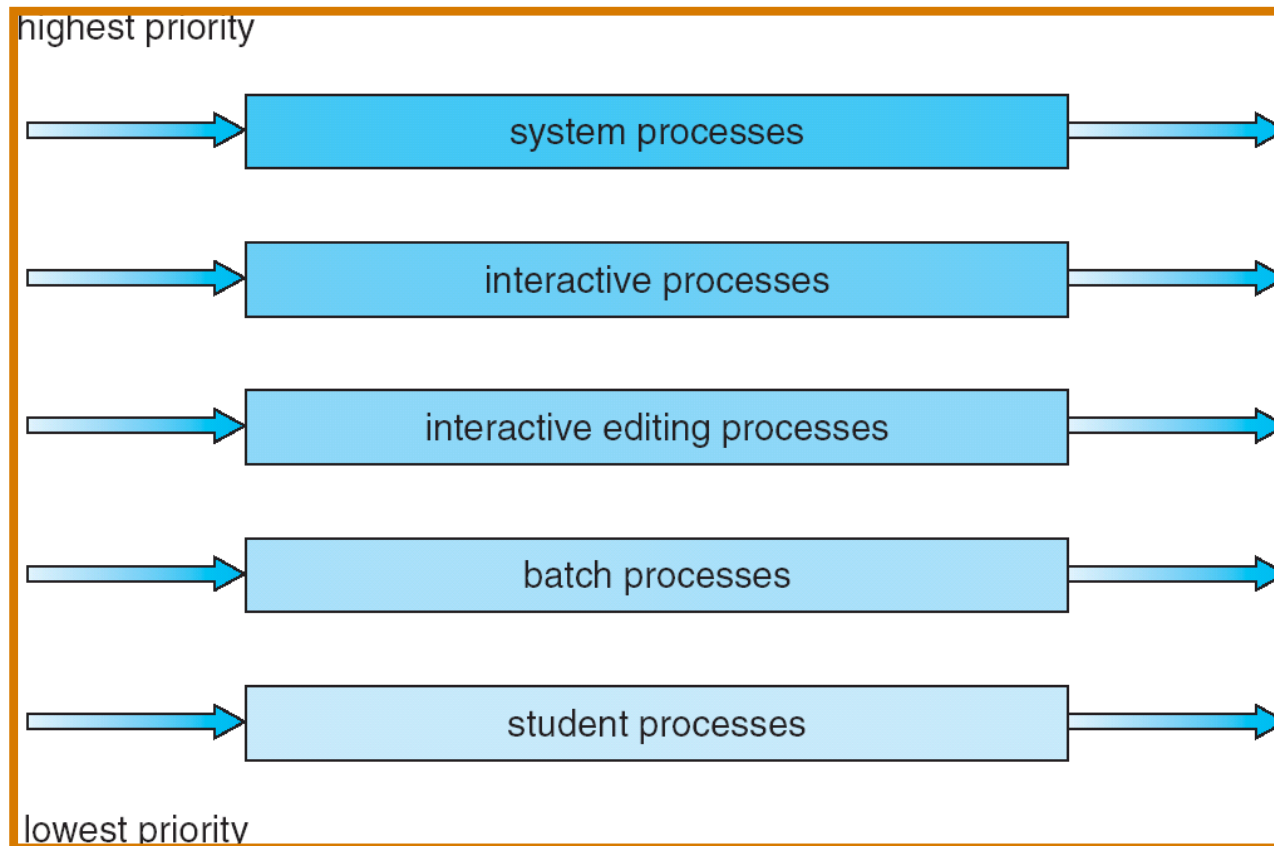 highest priority
system processes
interactive processes
interactive editing processes
batch processes
student processes
lowest priority